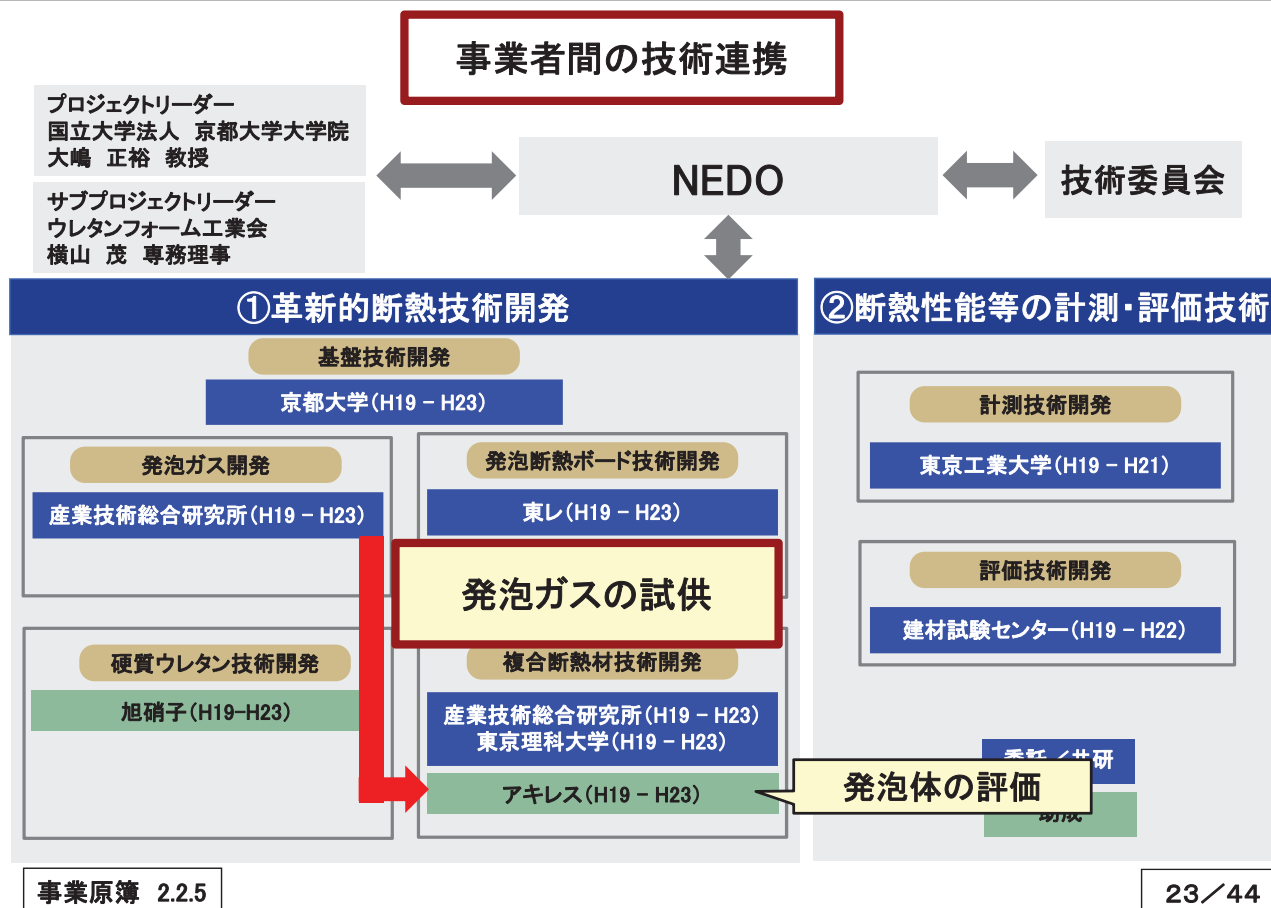 事業者間の技術連携
プロジェクトリーダー
国立大学法人 京都大学大学院
大嶋 正裕 教授
サブプロジェクトリーダー
ウレタンフォーム工業会
横山 茂 専務理事
NEDO
技術委員会
①革新的断熱技術開発
基盤技術開発
京都大学(H19 – H23)
発泡ガス開発
産業技術総合研究所(H19 – H23)
発泡断熱ボード技術開発
東レ(H19 – H23)
発泡ガスの試供
硬質ウレタン技術開発
旭硝子(H19–H23)
複合断熱材技術開発
産業技術総合研究所(H19 – H23)
東京理科大学(H19 – H23)
アキレス(H19 – H23)
発泡体の評価
②断熱性能等の計測・評価技術
計測技術開発
東京工業大学(H19 – H21)
評価技術開発
建材試験センター(H19 – H22)
委託/共研
助成
事業原簿 2.2.5
23/44